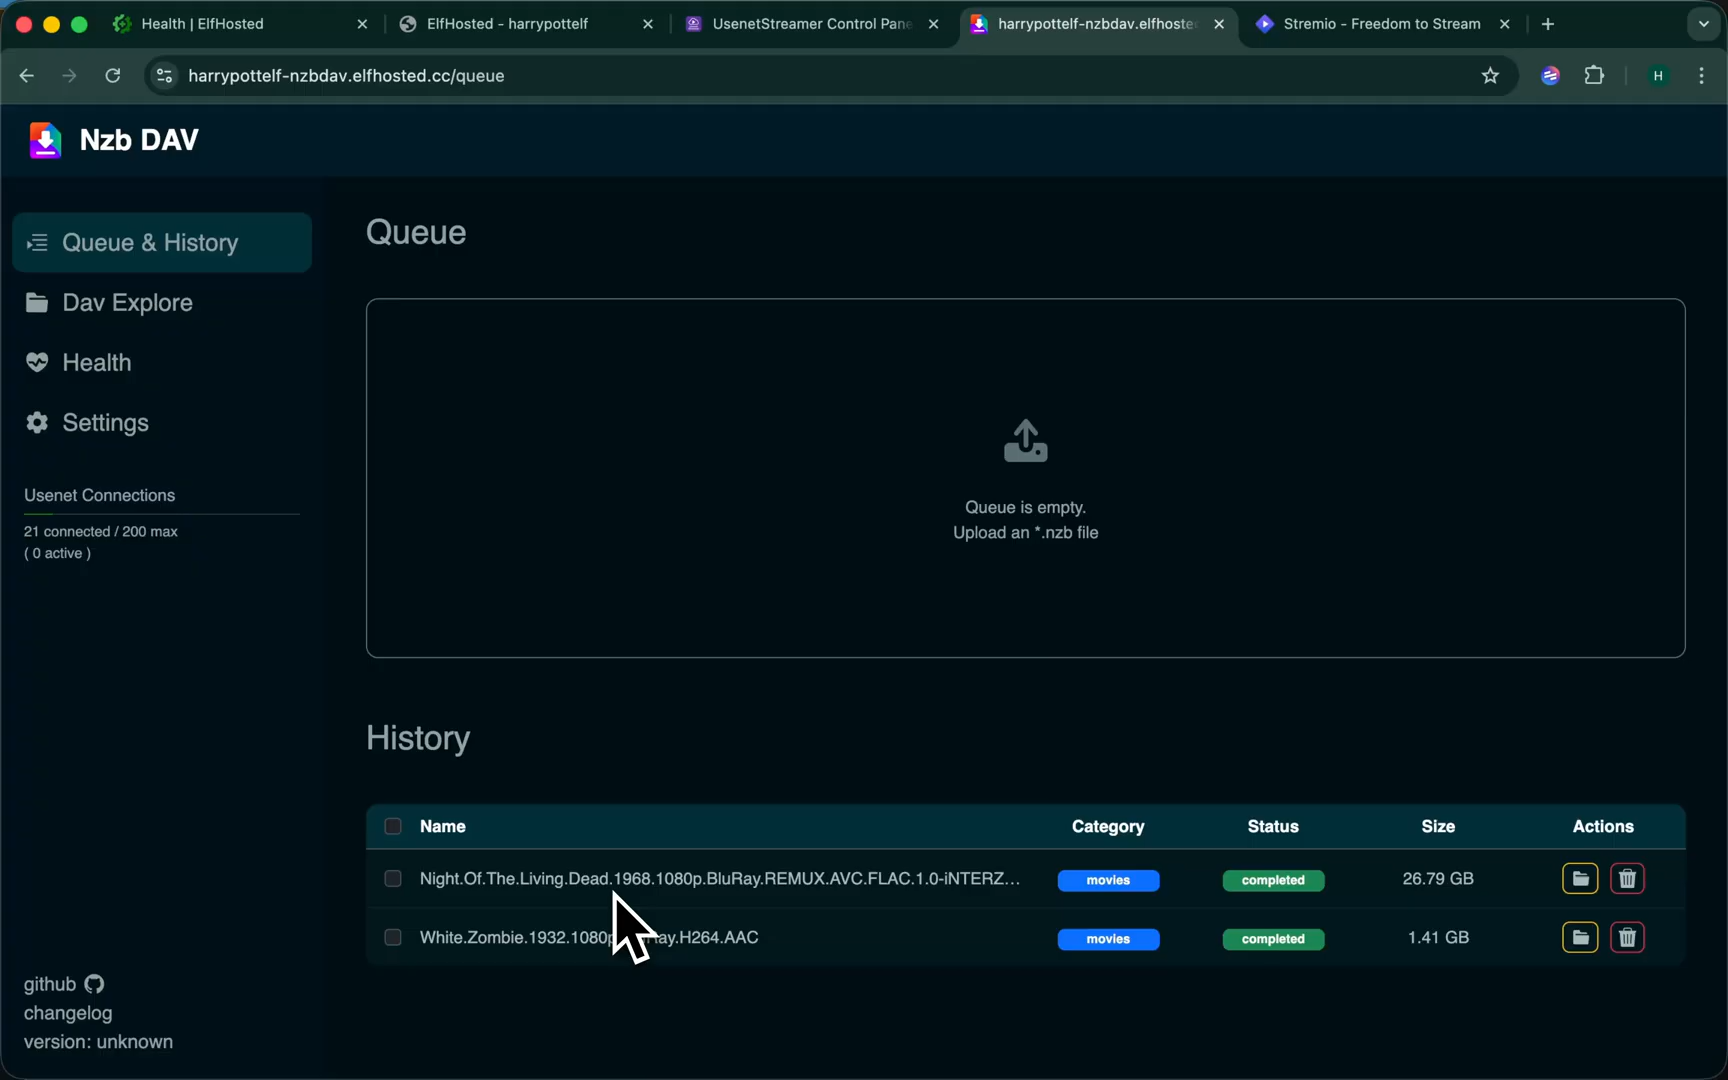 Health | ElfHosted
ElfHosted - harrypottelf
UsenetStreamer Control Pane
harrypottelf-nzbdav.elfhoste
Stremio - Freedom to Stream
harrypottelf-nzbdav.elfhosted.cc/queue
H
Nzb DAV
Queue & History
Dav Explore
Health
Settings
Usenet Connections
21 connected / 200 max
( 0 active )
github
changelog
version: unknown
Queue
Queue is empty.
Upload an *.nzb file
History
Name Category Status Size Actions
Night.Of.The.Living.Dead.1968.1080p.BluRay.REMUX.AVC.FLAC.1.0-iNTERZ... movies completed 26.79 GB
White.Zombie.1932.1080p ay.H264.AAC movies completed 1.41 GB